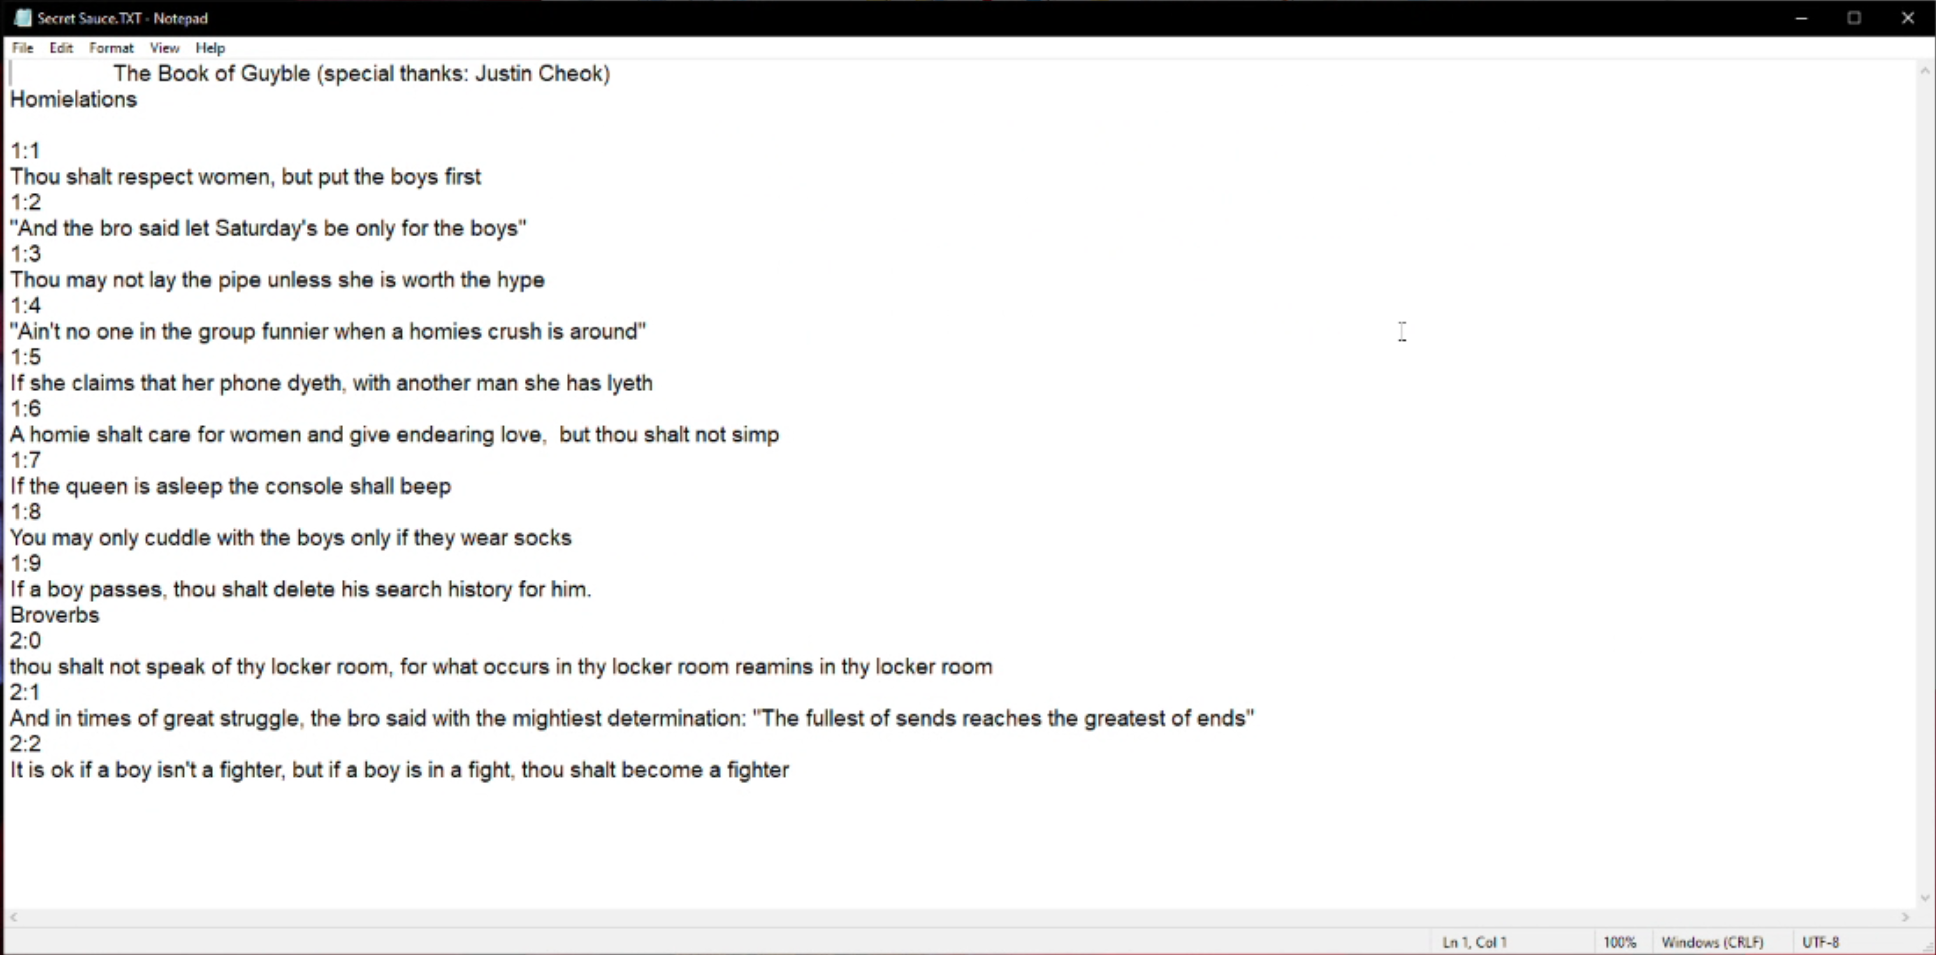 Secret Sauce.TXT - Notepad
File Edit Format View Help
The Book of Guyble (special thanks: Justin Cheok)
Homielations
1:1
Thou shalt respect women, but put the boys first
1:2
"And the bro said let Saturday's be only for the boys"
1:3
Thou may not lay the pipe unless she is worth the hype
1:4
"Ain't no one in the group funnier when a homies crush is around"
1:5
If she claims that her phone dyeth, with another man she has lyeth
1:6
A homie shalt care for women and give endearing love,  but thou shalt not simp
1:7
If the queen is asleep the console shall beep
1:8
You may only cuddle with the boys only if they wear socks
1:9
If a boy passes, thou shalt delete his search history for him.
Broverbs
2:0
thou shalt not speak of thy locker room, for what occurs in thy locker room reamins in thy locker room
2:1
And in times of great struggle, the bro said with the mightiest determination: "The fullest of sends reaches the greatest of ends"
2:2
It is ok if a boy isn't a fighter, but if a boy is in a fight, thou shalt become a fighter
Ln 1, Col 1 100% Windows (CRLF) UTF-8